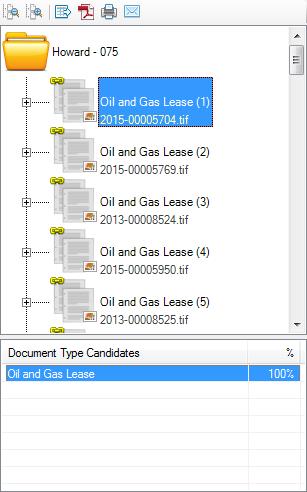 Howard - 075
Oil and Gas Lease (1)
2015-00005704.tif
Oil and Gas Lease (2)
2015-00005769.tif
Oil and Gas Lease (3)
2013-00008524.tif
Oil and Gas Lease (4)
2015-00005950.tif
Oil and Gas Lease (5)
2013-00008525.tif
Document Type Candidates %
Oil and Gas Lease 100%